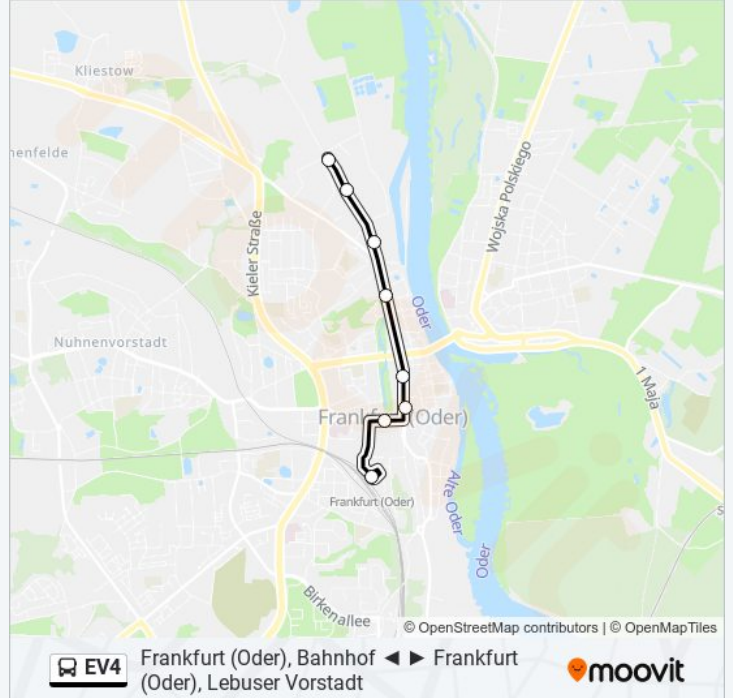 Kliestow
nenfelde
Wojska Polskiego
Kieler Straße
Oder
Nuhnenvorstadt
1 Maja
Frankfurt (Oder)
Alte Oder
Frankfurt (Oder)
Oder
Birkenallee
© OpenStreetMap contributors | © OpenMapTiles
EV4
Frankfurt (Oder), Bahnhof ◄ ► Frankfurt
(Oder), Lebuser Vorstadt
moovit